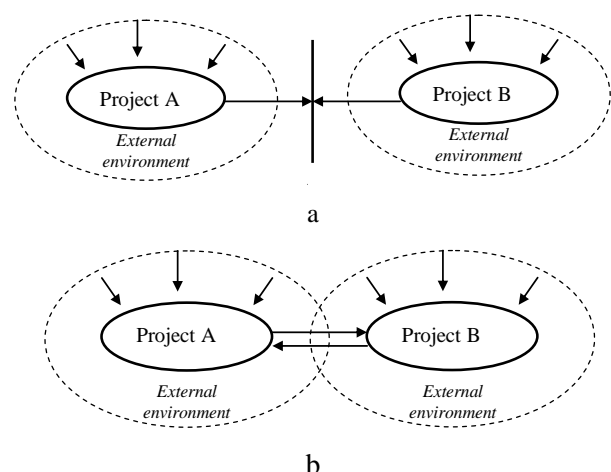 Project A
Project B
External
environment
External
environment
a
Project A
Project B
External
environment
External
environment
b